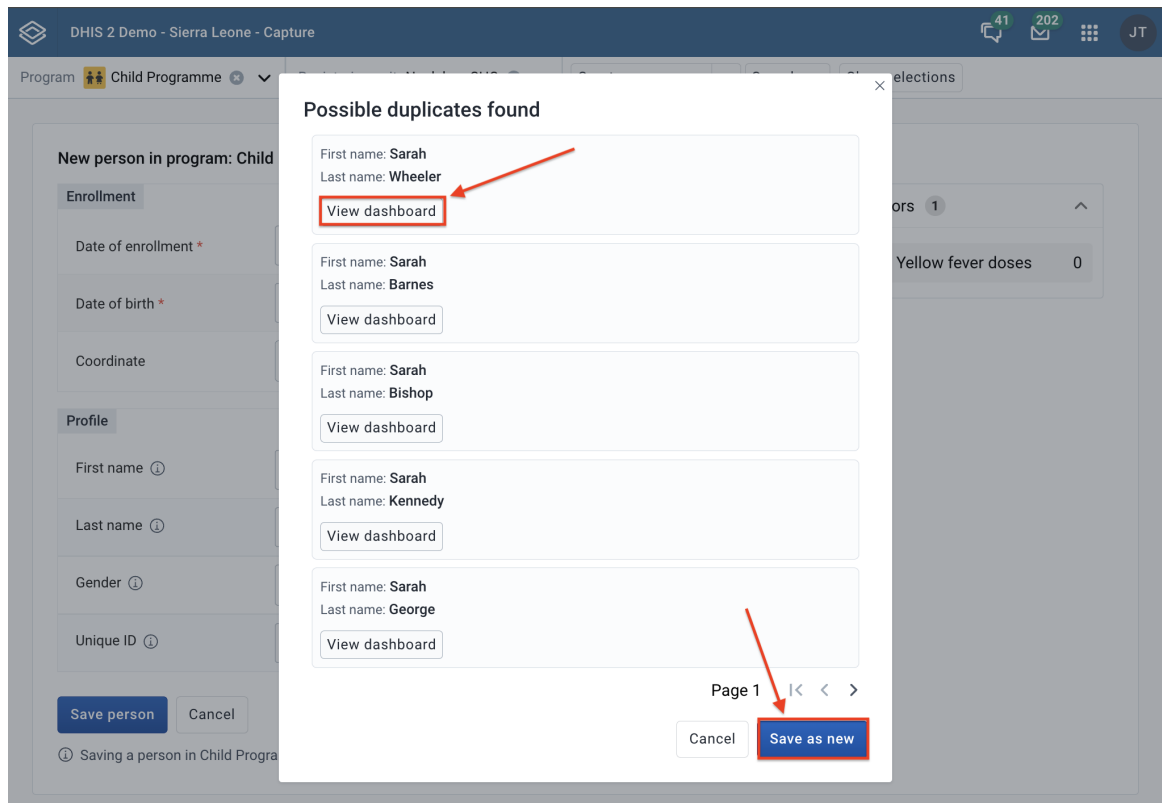 DHIS 2 Demo - Sierra Leone - Capture
41
202
JT
Program Child Programme
elections
Possible duplicates found
First name: Sarah
Last name: Wheeler
View dashboard
First name: Sarah
Last name: Barnes
View dashboard
First name: Sarah
Last name: Bishop
View dashboard
First name: Sarah
Last name: Kennedy
View dashboard
First name: Sarah
Last name: George
View dashboard
Page 1
Cancel
Save as new
New person in program: Child
Enrollment
Date of enrollment *
Date of birth *
Coordinate
Profile
First name
Last name
Gender
Unique ID
Save person
Cancel
Saving a person in Child Progra
ors 1
Yellow fever doses 0